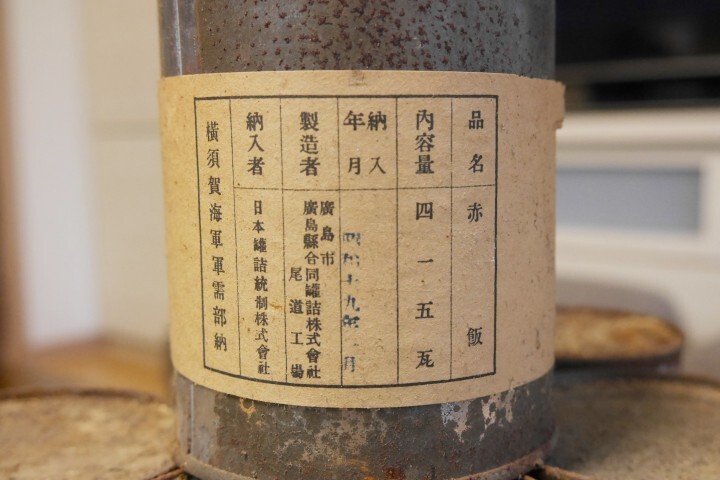 品名
赤飯
內容量
四一五瓦
納入
年月
昭和十九年 月
製造者
廣島市
廣島縣合同罐詰株式會社
尾道工場
納入者
日本罐詰統制株式會社
橫須賀海軍軍需部納